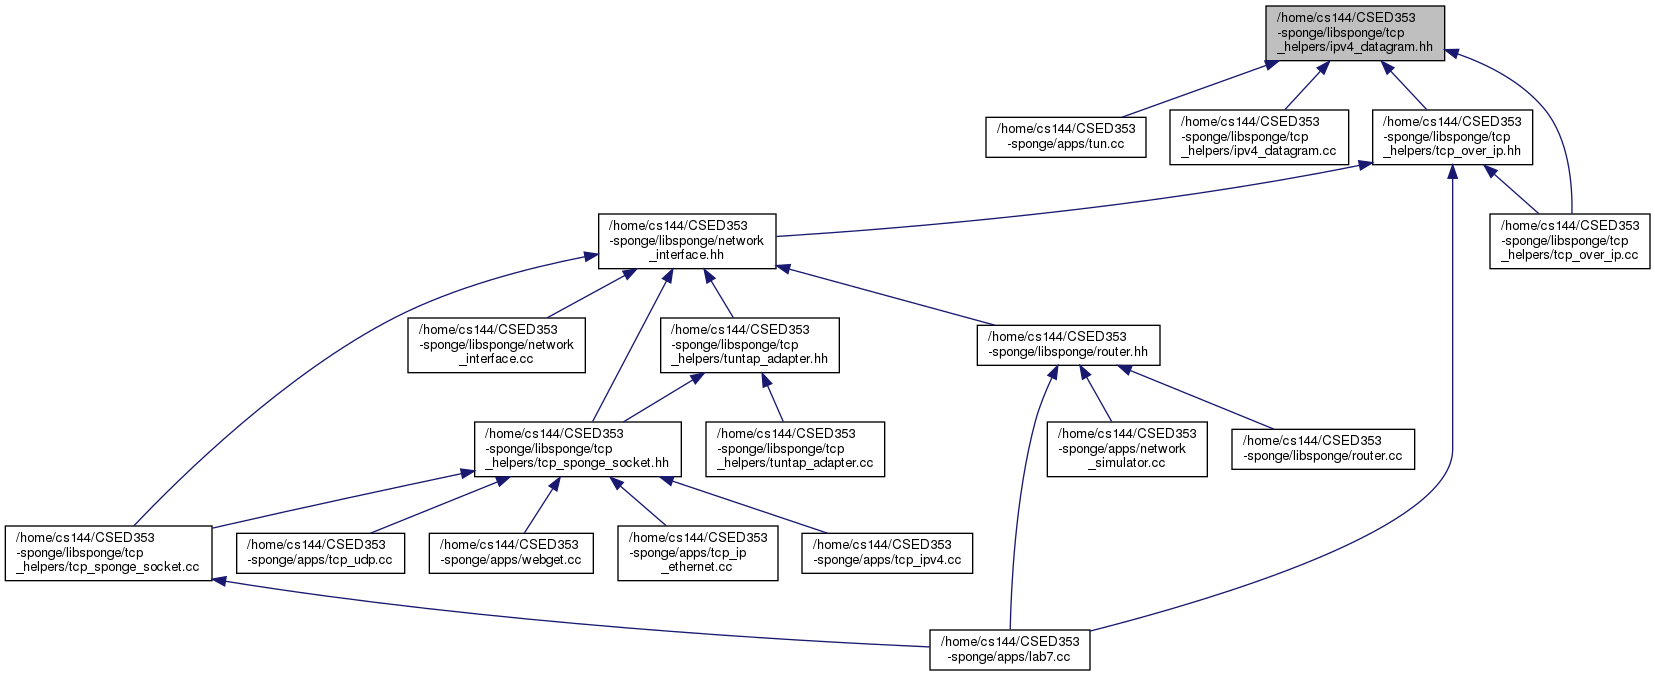 /home/cs144/CSED353
-sponge/libsponge/tcp
_helpers/ipv4_datagram.hh
/home/cs144/CSED353
-sponge/apps/tun.cc
/home/cs144/CSED353
-sponge/libsponge/tcp
_helpers/ipv4_datagram.cc
/home/cs144/CSED353
-sponge/libsponge/tcp
_helpers/tcp_over_ip.hh
/home/cs144/CSED353
-sponge/libsponge/network
_interface.hh
/home/cs144/CSED353
-sponge/libsponge/tcp
_helpers/tcp_over_ip.cc
/home/cs144/CSED353
-sponge/libsponge/network
_interface.cc
/home/cs144/CSED353
-sponge/libsponge/tcp
_helpers/tuntap_adapter.hh
/home/cs144/CSED353
-sponge/libsponge/router.hh
/home/cs144/CSED353
-sponge/libsponge/tcp
_helpers/tcp_sponge_socket.hh
/home/cs144/CSED353
-sponge/libsponge/tcp
_helpers/tuntap_adapter.cc
/home/cs144/CSED353
-sponge/apps/network
_simulator.cc
/home/cs144/CSED353
-sponge/libsponge/router.cc
/home/cs144/CSED353
-sponge/libsponge/tcp
_helpers/tcp_sponge_socket.cc
/home/cs144/CSED353
-sponge/apps/tcp_udp.cc
/home/cs144/CSED353
-sponge/apps/webget.cc
/home/cs144/CSED353
-sponge/apps/tcp_ip
_ethernet.cc
/home/cs144/CSED353
-sponge/apps/tcp_ipv4.cc
/home/cs144/CSED353
-sponge/apps/lab7.cc